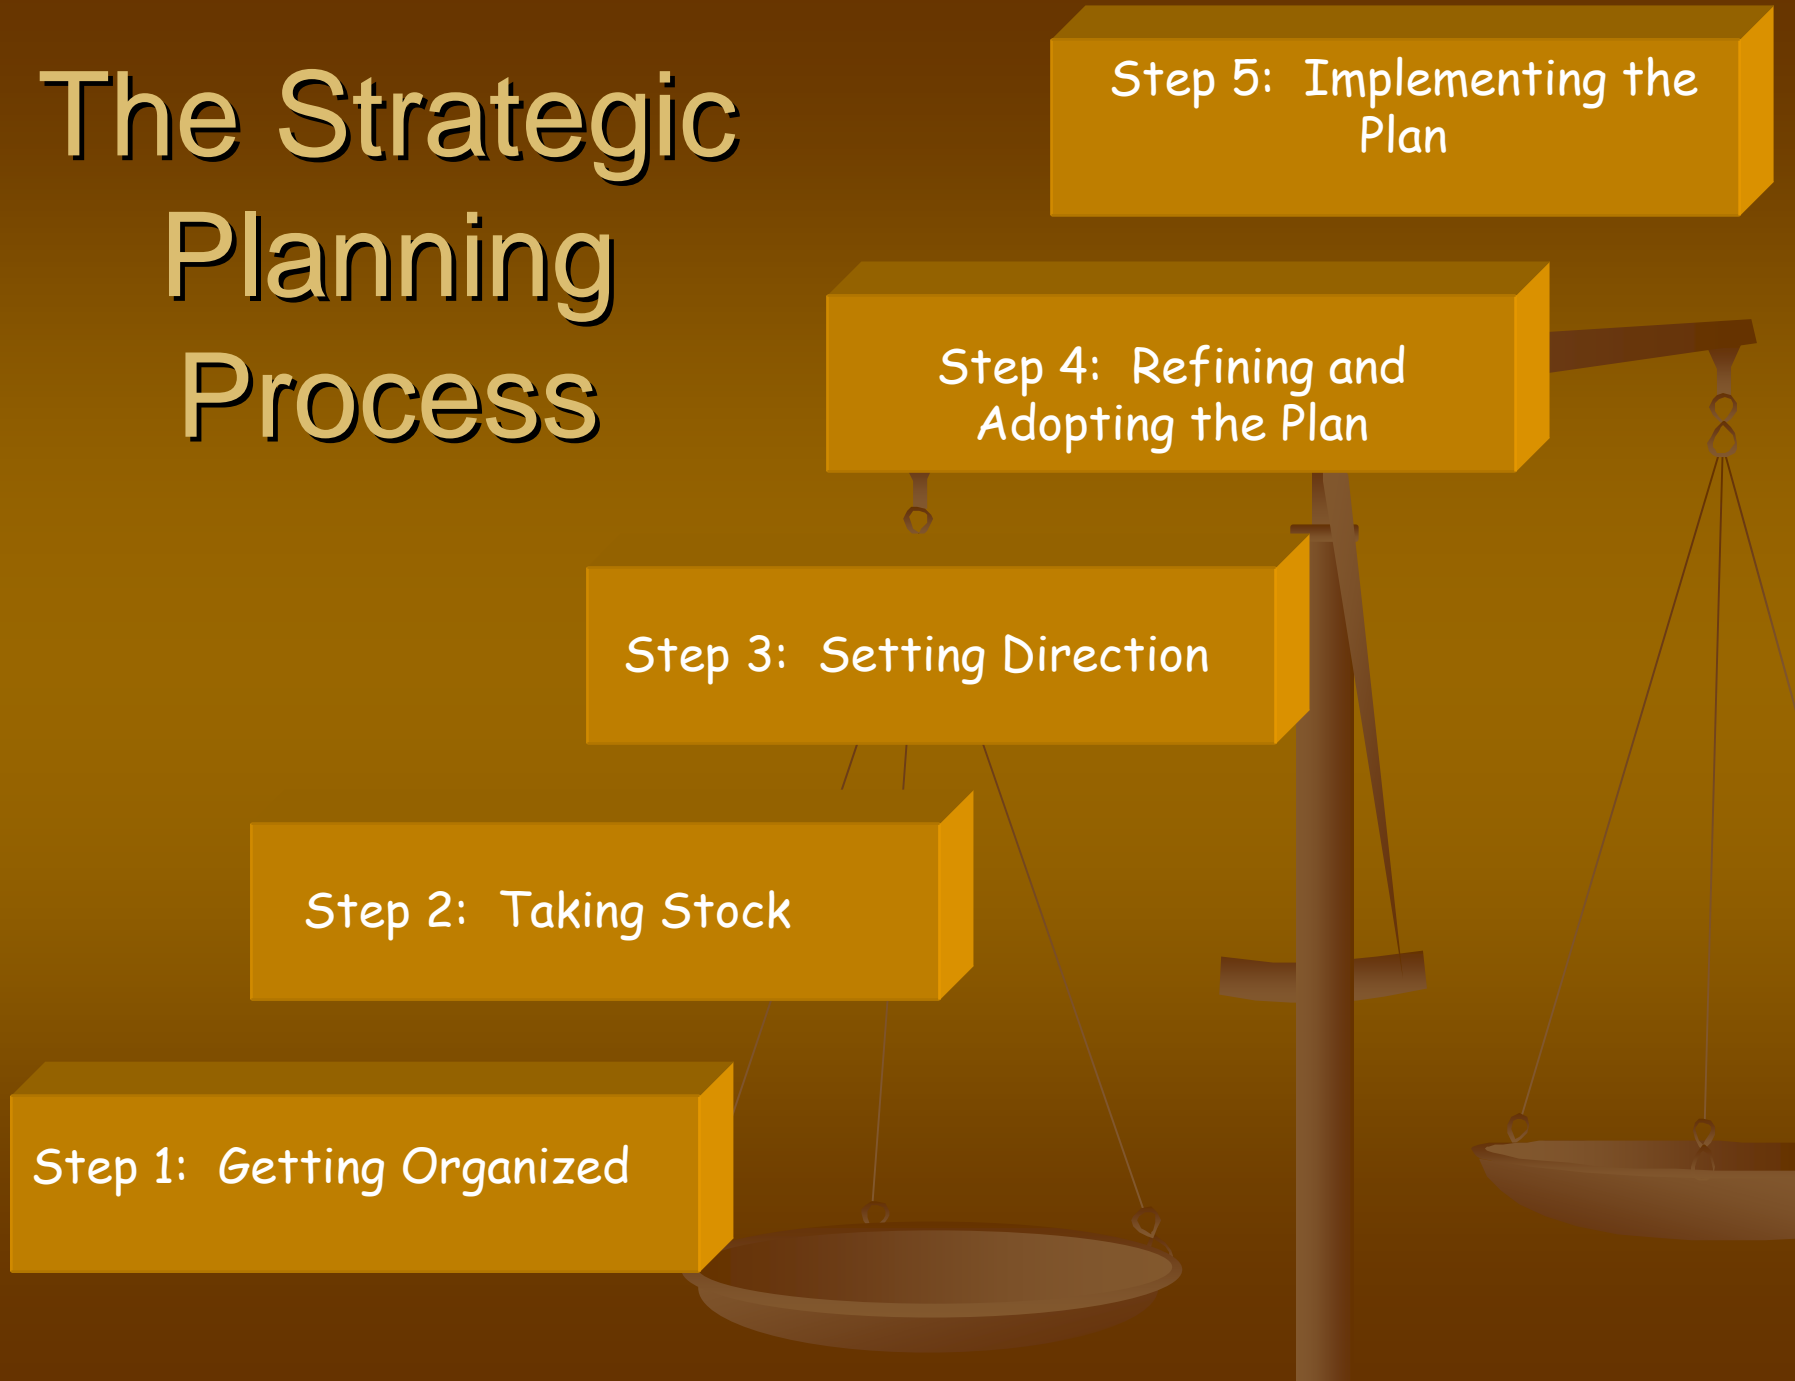 The Strategic
Planning
Process
Step 5:  Implementing the
Plan
Step 4:  Refining and
Adopting the Plan
Step 3:  Setting Direction
Step 2:  Taking Stock
Step 1:  Getting Organized